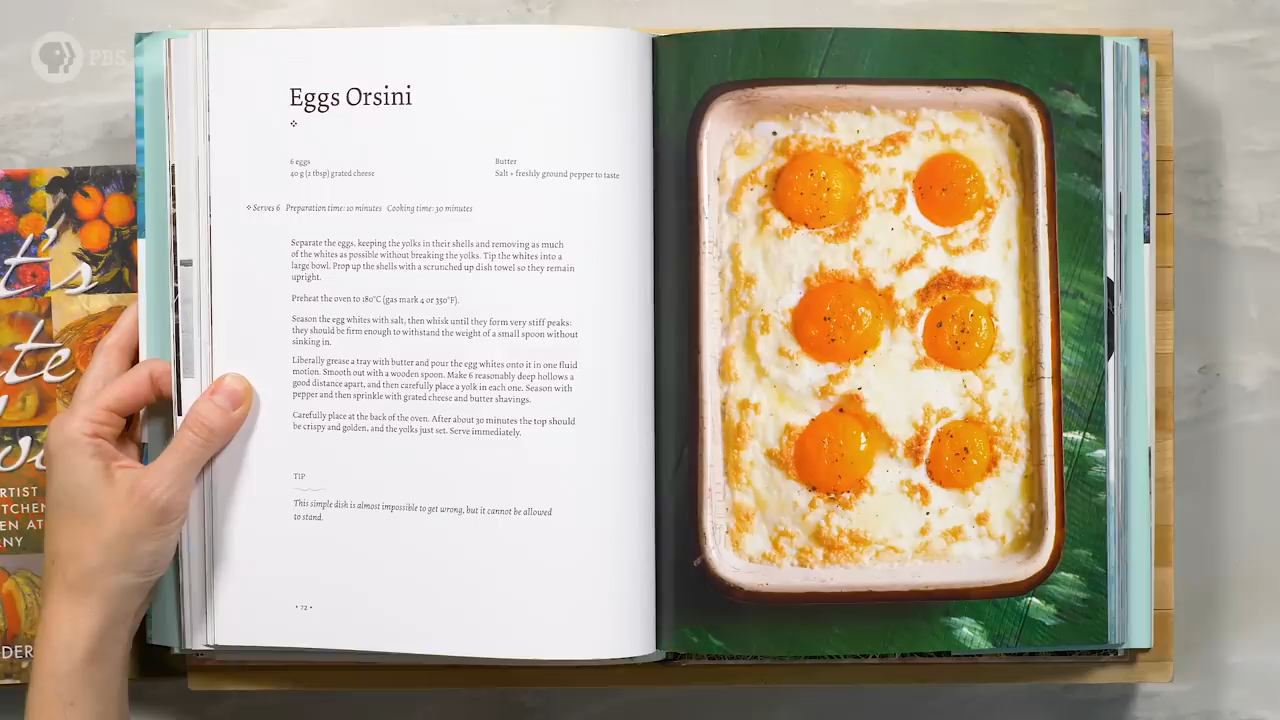 PBS
Eggs Orsini
6 eggs
40 g (2 tbsp) grated cheese
Butter
Salt + freshly ground pepper to taste
Serves 6 Preparation time: 10 minutes Cooking time: 30 minutes
Separate the eggs, keeping the yolks in their shells and removing as much
of the whites as possible without breaking the yolks. Tip the whites into a
large bowl. Prop up the shells with a scrunched up dish towel so they remain
upright.
Preheat the oven to 180°C (gas mark 4 or 350°F).
Season the egg whites with salt, then whisk until they form very stiff peaks:
they should be firm enough to withstand the weight of a small spoon without
sinking in.
Liberally grease a tray with butter and pour the egg whites onto it in one fluid
motion. Smooth out with a wooden spoon. Make 6 reasonably deep hollows a
good distance apart, and then carefully place a yolk in each one. Season with
pepper and then sprinkle with grated cheese and butter shavings.
Carefully place at the back of the oven. After about 30 minutes the top should
be crispy and golden, and the yolks just set. Serve immediately.
TIP
This simple dish is almost impossible to get wrong, but it cannot be allowed
to stand.
• 72 •